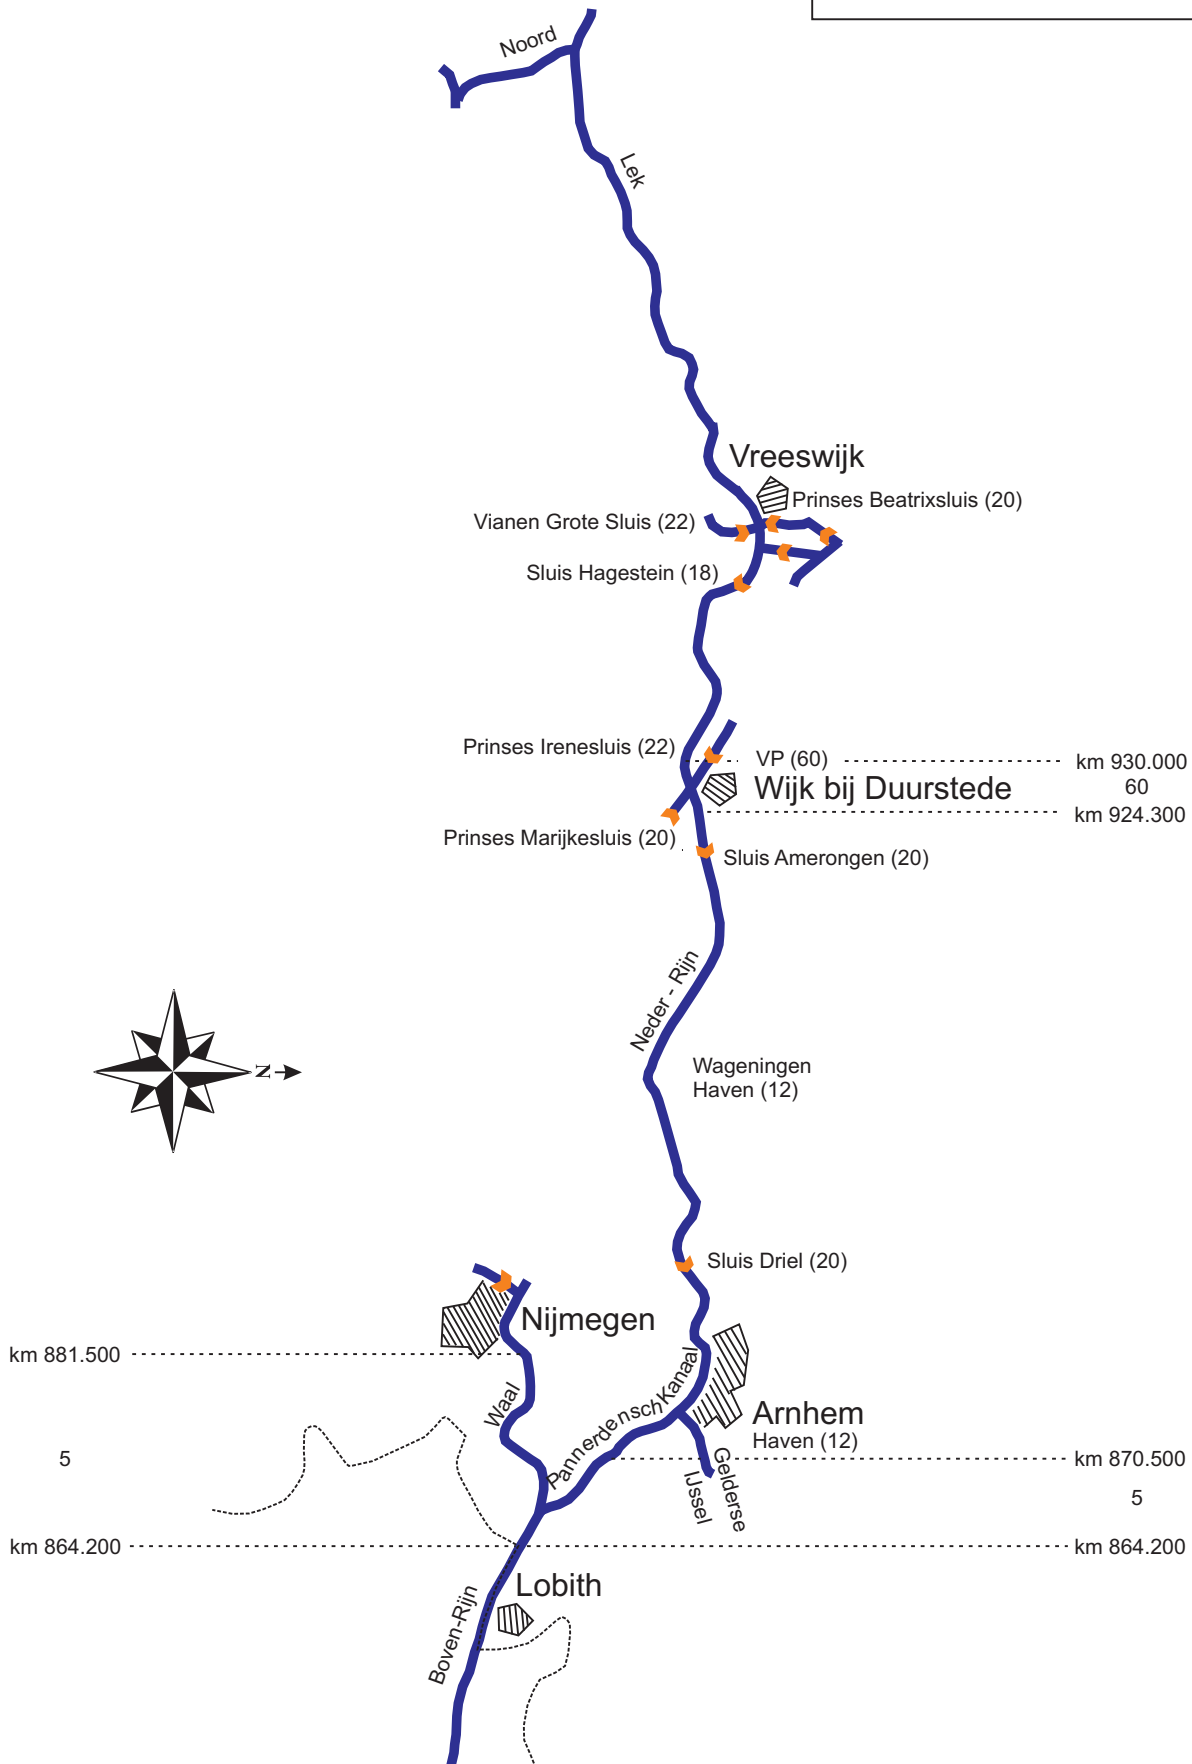 Noord
Lek
Vreeswijk
Prinses Beatrixsluis (20)
Vianen Grote Sluis (22)
Sluis Hagestein (18)
Prinses Irenesluis (22)
VP (60)
km 930.000
60
Wijk bij Duurstede
km 924.300
Prinses Marijkesluis (20)
Sluis Amerongen (20)
Neder - Rijn
Wageningen
Haven (12)
N
Sluis Driel (20)
Nijmegen
km 881.500
Waal
Pannerdensch Kanaal
Arnhem
Haven (12)
Gelderse
IJssel
5
km 870.500
5
km 864.200
km 864.200
Lobith
Boven-Rijn